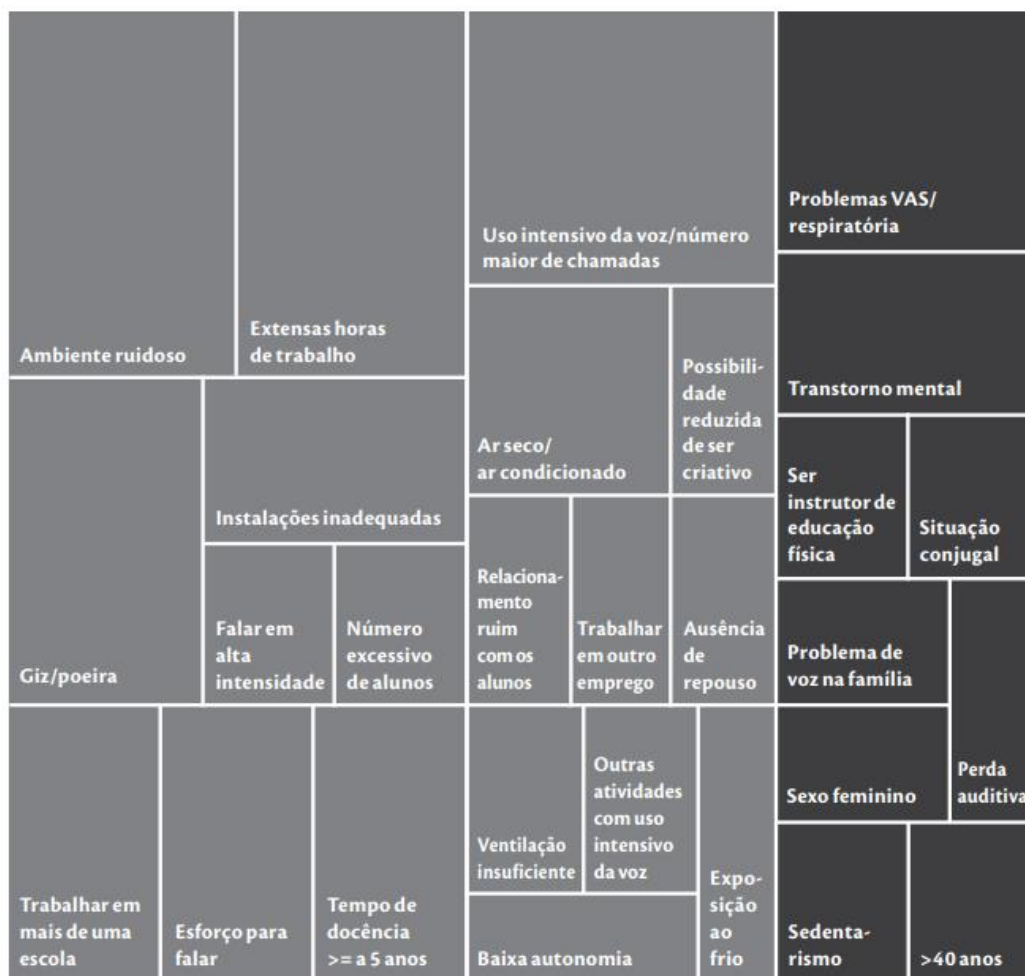 Ambiente ruidoso
Extensas horas
de trabalho
Uso intensivo da voz/número
maior de chamadas
Problemas VAS/
respiratória
Giz/poeira
Instalações inadequadas
Falar em
alta
intensidade
Número
excessivo
de alunos
Ar seco/
ar condicionado
Possibili-
dade
reduzida
de ser
criativo
Relaciona-
mento
ruim
com os
alunos
Trabalhar
em outro
emprego
Ausência
de
repouso
Transtorno mental
Ser
instrutor de
educação
física
Situação
conjugal
Problema de
voz na família
Perda
auditiva
Sexo feminino
Trabalhar em
mais de uma
escola
Esforço para
falar
Tempo de
docência
>= a 5 anos
Ventilação
insuficiente
Outras
atividades
com uso
intensivo
da voz
Baixa autonomia
Expo-
sição
ao
frio
Sedenta-
rismo
>40 anos